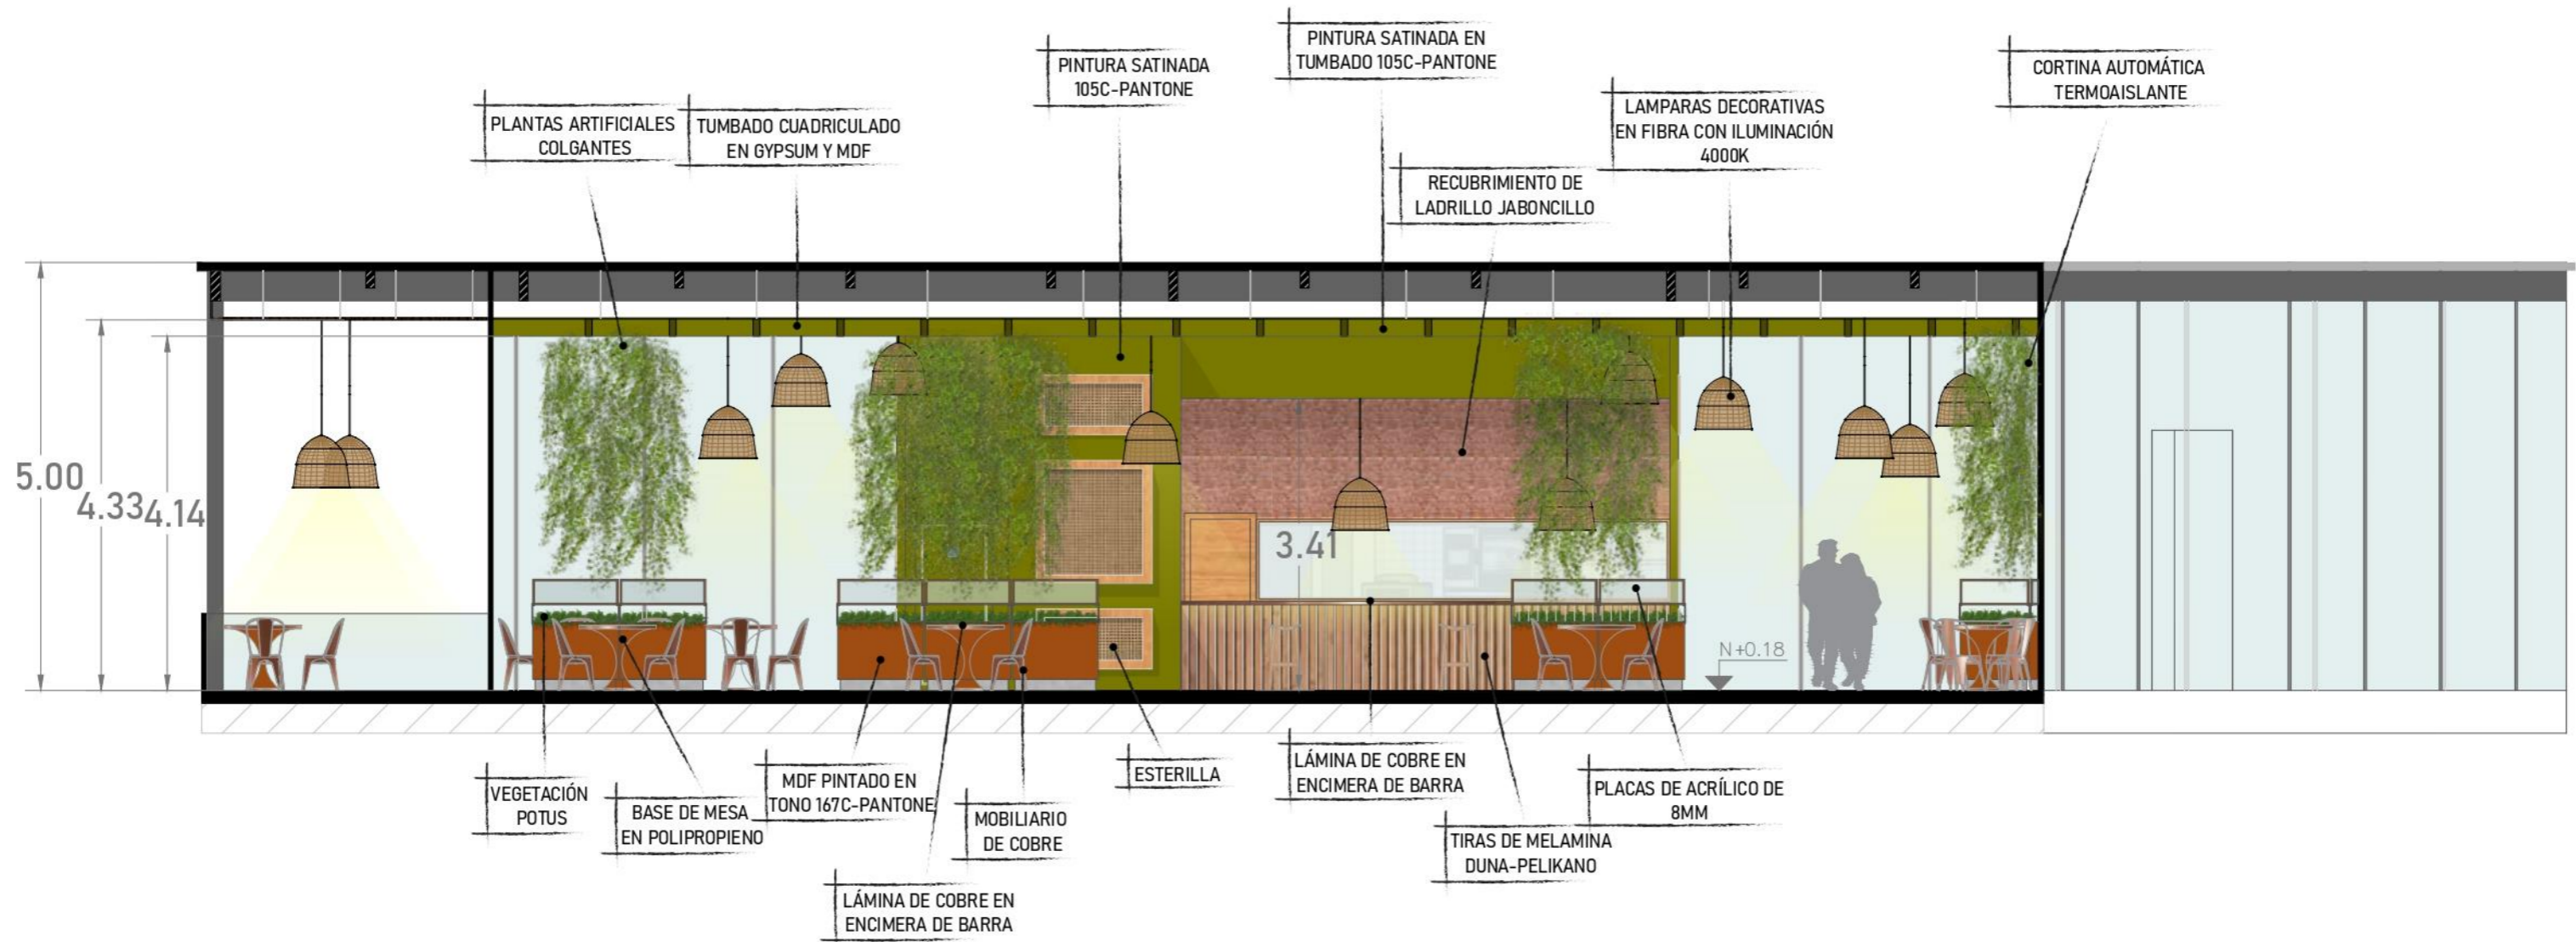 PINTURA SATINADA EN
TUMBADO 105C-PANTONE
PINTURA SATINADA
105C-PANTONE
CORTINA AUTOMÁTICA
TERMOAISLANTE
PLANTAS ARTIFICIALES
COLGANTES
TUMBADO CUADRICULADO
EN GYPSUM Y MDF
LAMPARAS DECORATIVAS
EN FIBRA CON ILUMINACIÓN
4000K
RECUBRIMIENTO DE
LADRILLO JABONCILLO
5.00
4.33
4.14
3.41
N+0.18
VEGETACIÓN
POTUS
BASE DE MESA
EN POLIPROPIENO
MDF PINTADO EN
TONO 167C-PANTONE
LÁMINA DE COBRE EN
ENCIMERA DE BARRA
MOBILIARIO
DE COBRE
ESTERILLA
LÁMINA DE COBRE EN
ENCIMERA DE BARRA
TIRAS DE MELAMINA
DUNA-PELIKANO
PLACAS DE ACRÍLICO DE
8MM